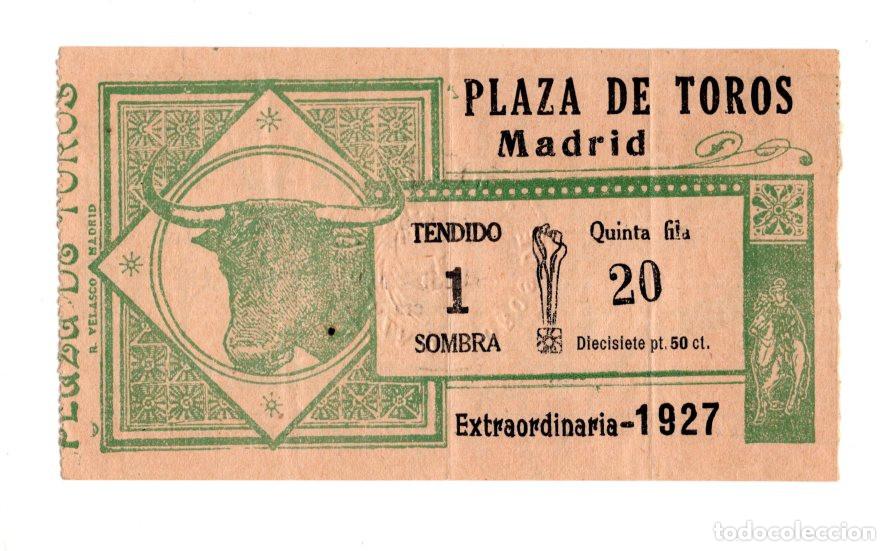 PLAZA DE TOROS
R. VELASCO MADRID
PLAZA DE TOROS
Madrid
TENDIDO
1
SOMBRA
Quinta fila
20
Diecisiete pt. 50 ct.
Extraordinaria-1927
todocoleccion